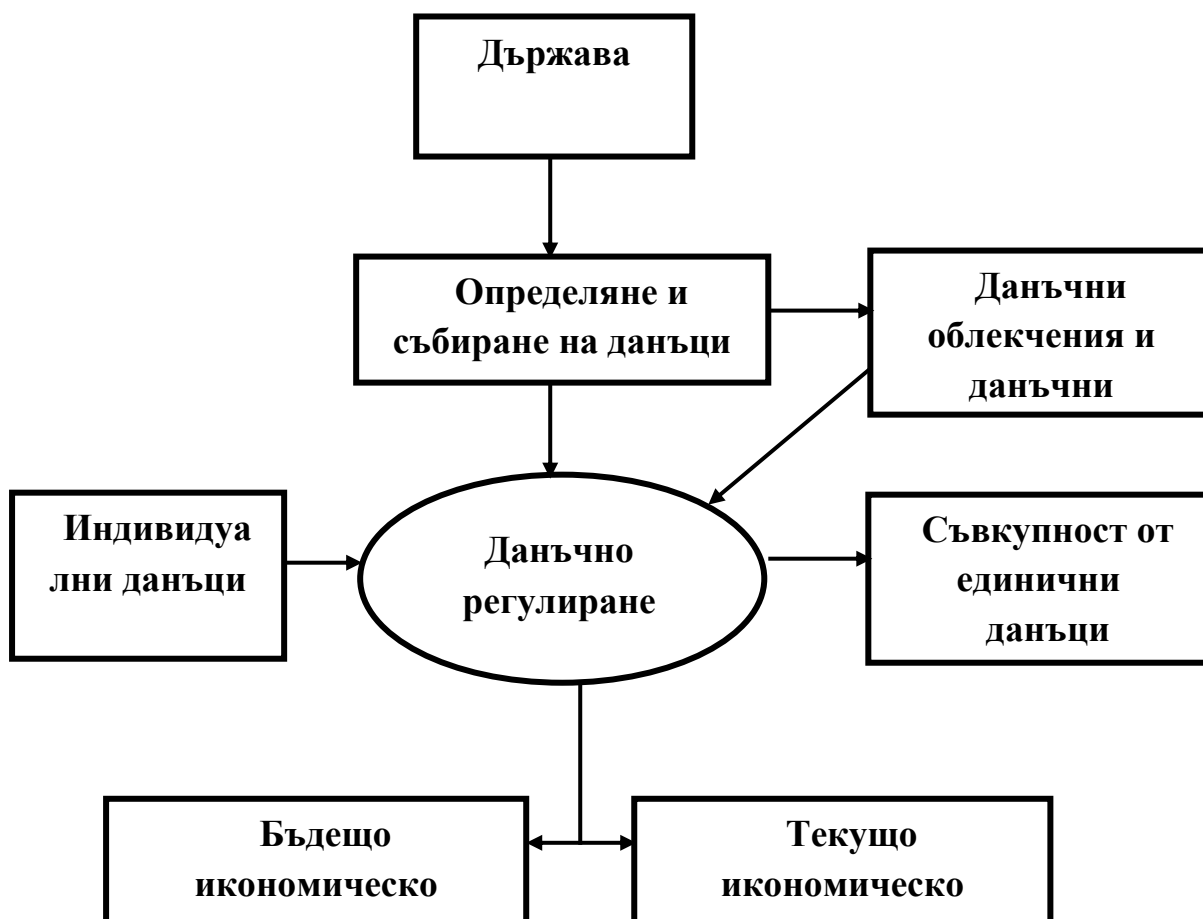 Държава
Определяне и
събиране на данъци
Данъчни
облекчения и
данъчни
Индивидуа
лни данъци
Данъчно
регулиране
Съвкупност от
единични
данъци
Бъдещо
икономическо
Текущо
икономическо